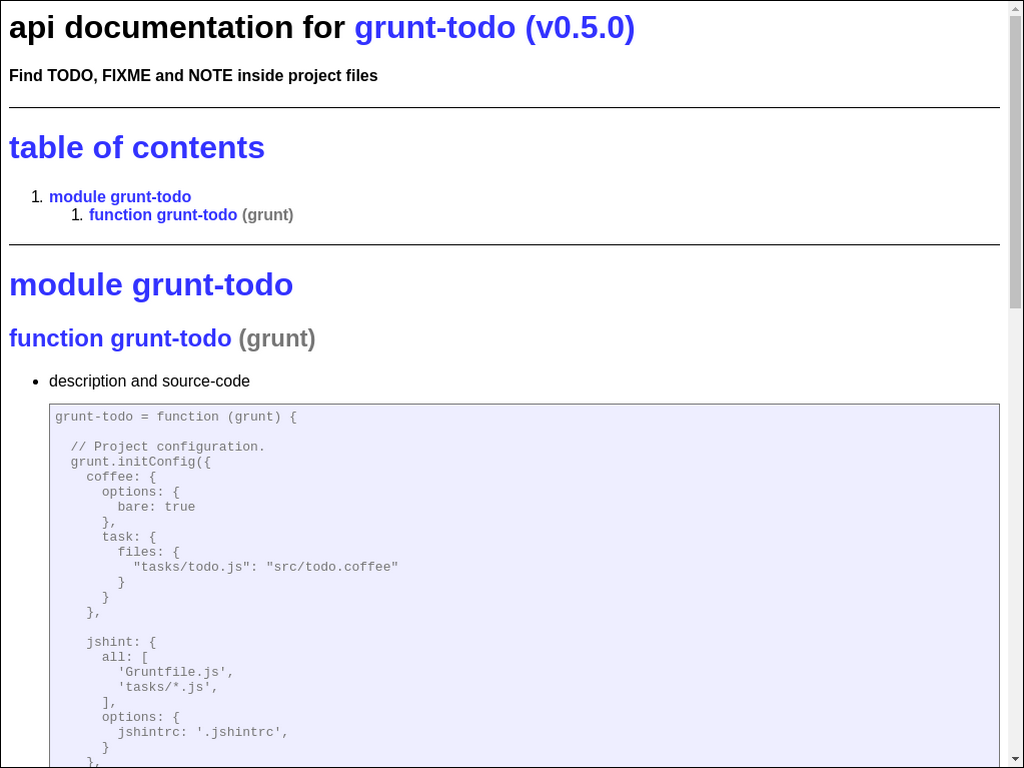 api documentation for grunt-todo (v0.5.0)
Find TODO, FIXME and NOTE inside project files
table of contents
1. module grunt-todo
1. function grunt-todo (grunt)
module grunt-todo
function grunt-todo (grunt)
• description and source-code
grunt-todo = function (grunt) {
  // Project configuration.
  grunt.initConfig({
    coffee: {
      options: {
        bare: true
      },
      task: {
        files: {
          "tasks/todo.js": "src/todo.coffee"
        }
      }
    },
    jshint: {
      all: [
        'Gruntfile.js',
        'tasks/*.js',
      ],
      options: {
        jshintrc: '.jshintrc',
      }
    },